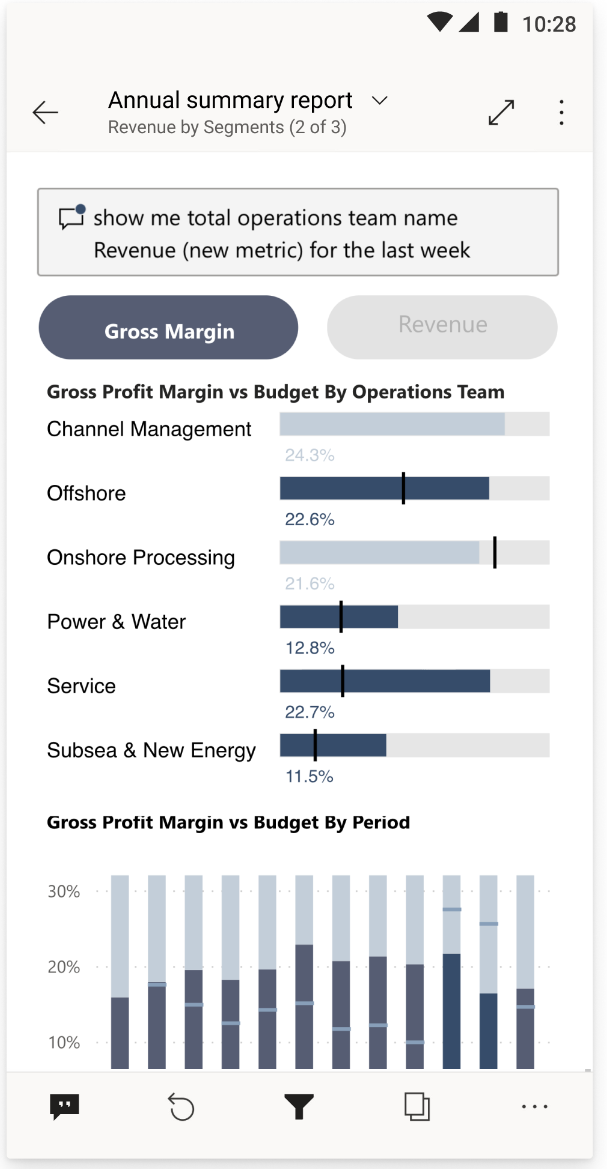 10:28
Annual summary report
Revenue by Segments (2 of 3)
show me total operations team name
Revenue (new metric) for the last week
Gross Margin
Revenue
Gross Profit Margin vs Budget By Operations Team
Channel Management
24.3%
Offshore
22.6%
Onshore Processing
21.6%
Power & Water
12.8%
Service
22.7%
Subsea & New Energy
11.5%
Gross Profit Margin vs Budget By Period
30%
20%
10%